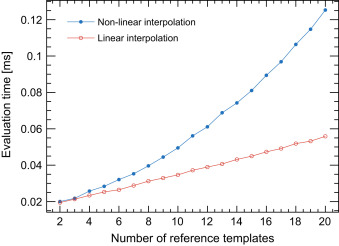 Non-linear interpolation
Linear interpolation
Evaluation time [ms]
0.12
0.10
0.08
0.06
0.04
0.02
2 4 6 8 10 12 14 16 18 20
Number of reference templates